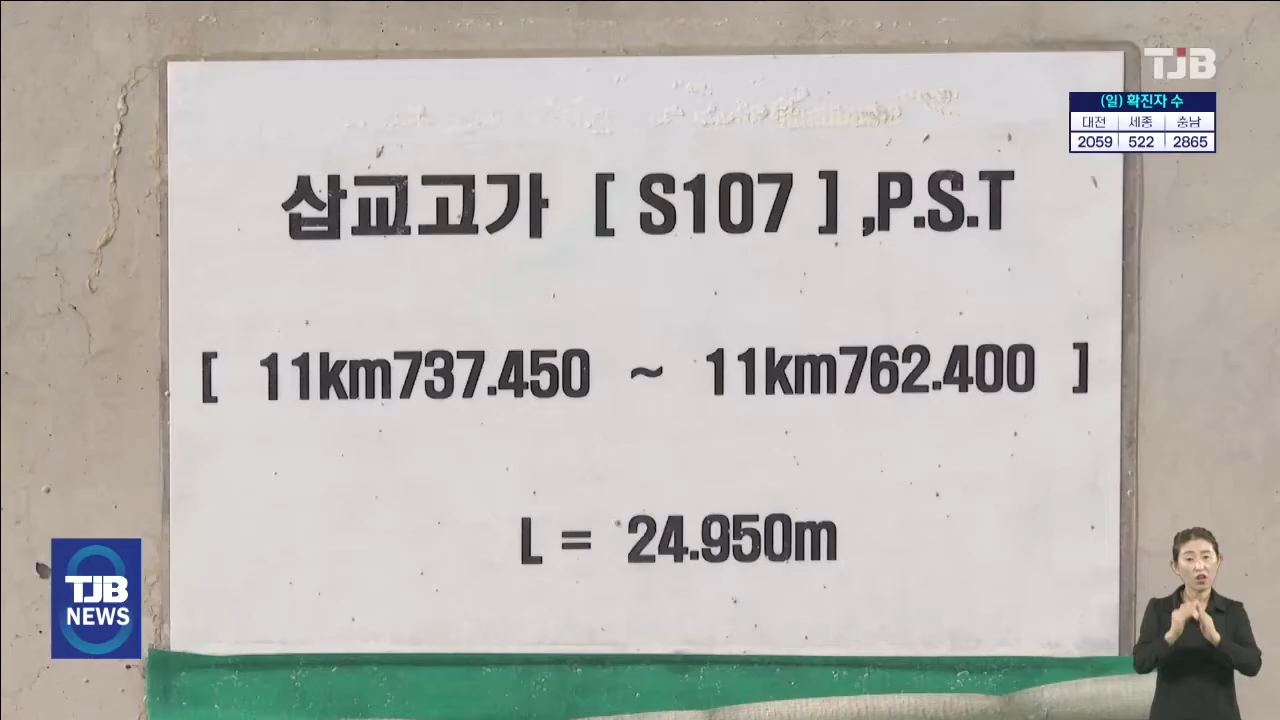 TJB
(일) 확진자 수
대전 세종 충남
2059 522 2865
삽교고가 [ S107 ] ,P.S.T
[ 11km737.450 ~ 11km762.400 ]
L = 24.950m
8
TJB
NEWS